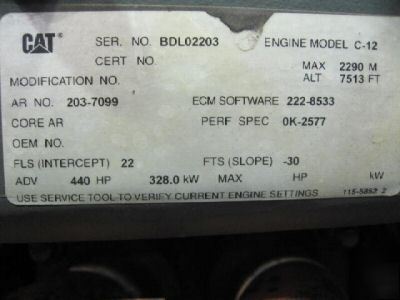 CAT® SER. NO. BDL02203 ENGINE MODEL C-12
CERT NO. MAX 2290 M
MODIFICATION NO. ALT 7513 FT
AR NO. 203-7099 ECM SOFTWARE 222-8533
CORE AR PERF SPEC 0K-2577
OEM NO.
FLS (INTERCEPT) 22 FTS (SLOPE) -30
ADV 440 HP 328.0 kW MAX HP kW
USE SERVICE TOOL TO VERIFY CURRENT ENGINE SETTINGS 2